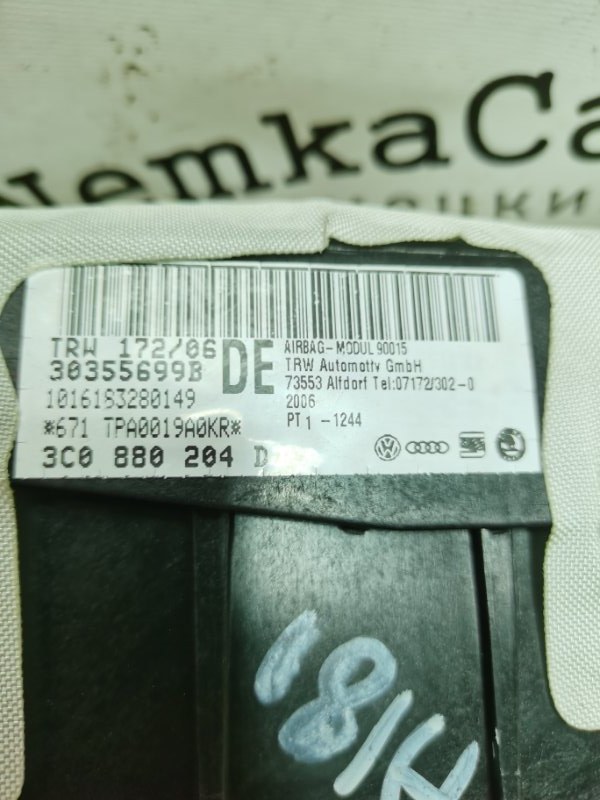 NemkaCa
TRW 172/06
30355699B
DE
1016183280149
*671 TPA0019A0KR*
3C0 880 204 D
AIRBAG-MODUL 90015
TRW Automotiv GmbH
73553 Alfdorf Tel:07172/302-0
2006
PT 1 -1244